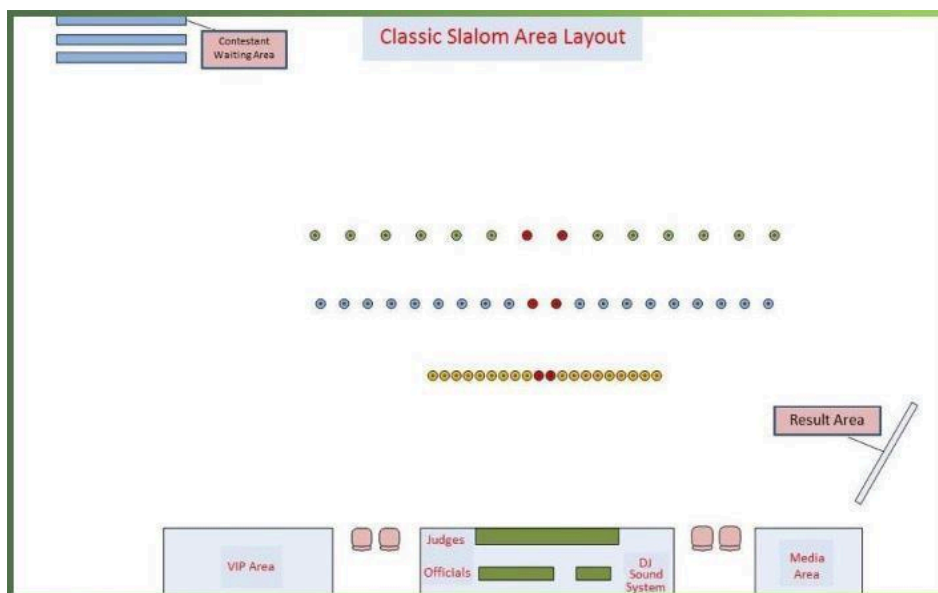 Classic Slalom Area Layout
Contestant
Waiting Area
Result Area
VIP Area
Judges
Officials
DJ
Sound
System
Media
Area